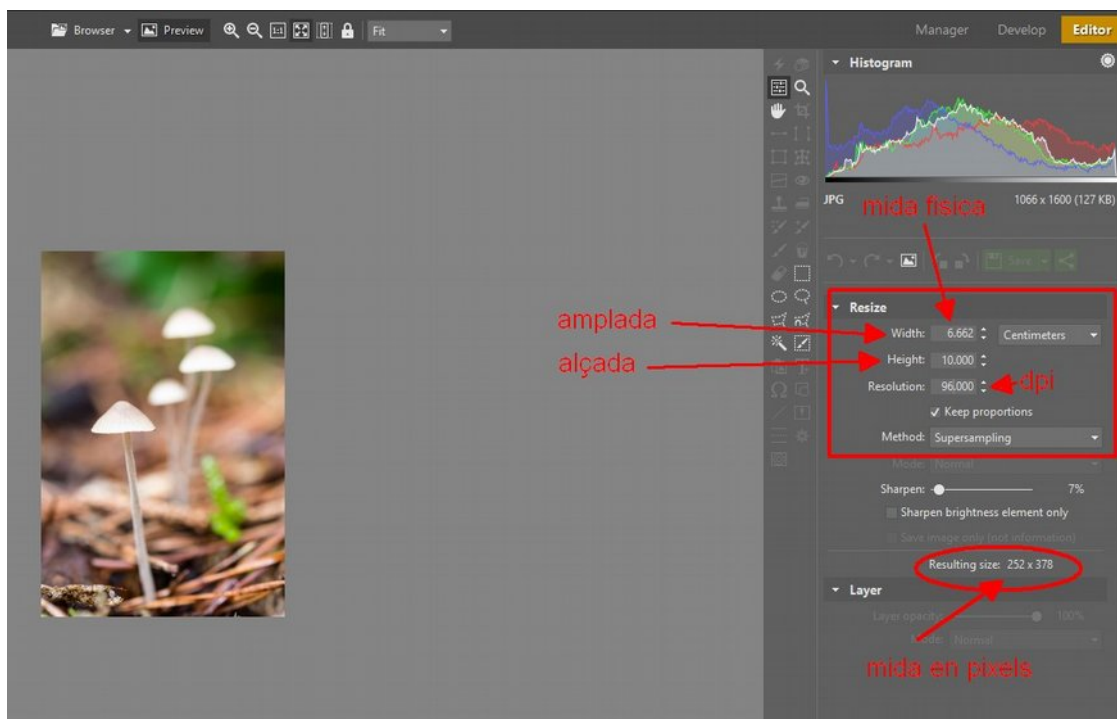 Browser Preview 1:1 Fit Manager Develop Editor
Histogram
JPG 1066 x 1600 (127 KB)
mida física
Save
Resize
amplada Width: 6.662 Centimeters
alçada Height: 10.000
Resolution: 96.000 dpi
Keep proportions
Method: Supersampling
Mode: Normal
Sharpen: 7%
Sharpen brightness element only
Save image only (not information)
Resulting size: 252 x 378
Layer
Layer opacity: 100%
Mode: Normal
mida en pixels